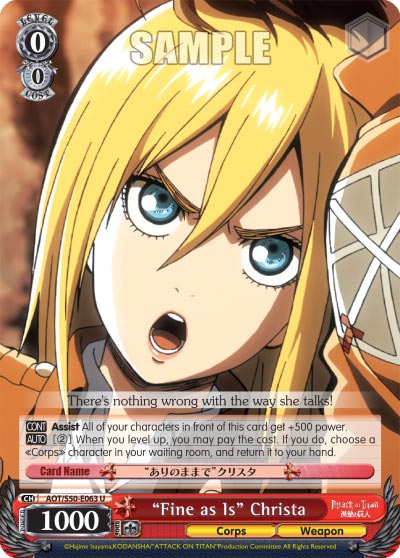 LEVEL
0
0
COST
SAMPLE
There's nothing wrong with the way she talks!
CONT Assist All of your characters in front of this card get +500 power.
AUTO [②] When you level up, you may pay the cost. If you do, choose a
«Corps» character in your waiting room, and return it to your hand.
Card Name “ありのままで”クリスタ
CH AOT/S50-E063 U
POWER 1000 SOUL “Fine as Is” Christa
Attack on Titan
進撃の巨人
Corps Weapon
©Hajime Isayama,KODANSHA/"ATTACK ON TITAN"Production Committee All Rights Reserved